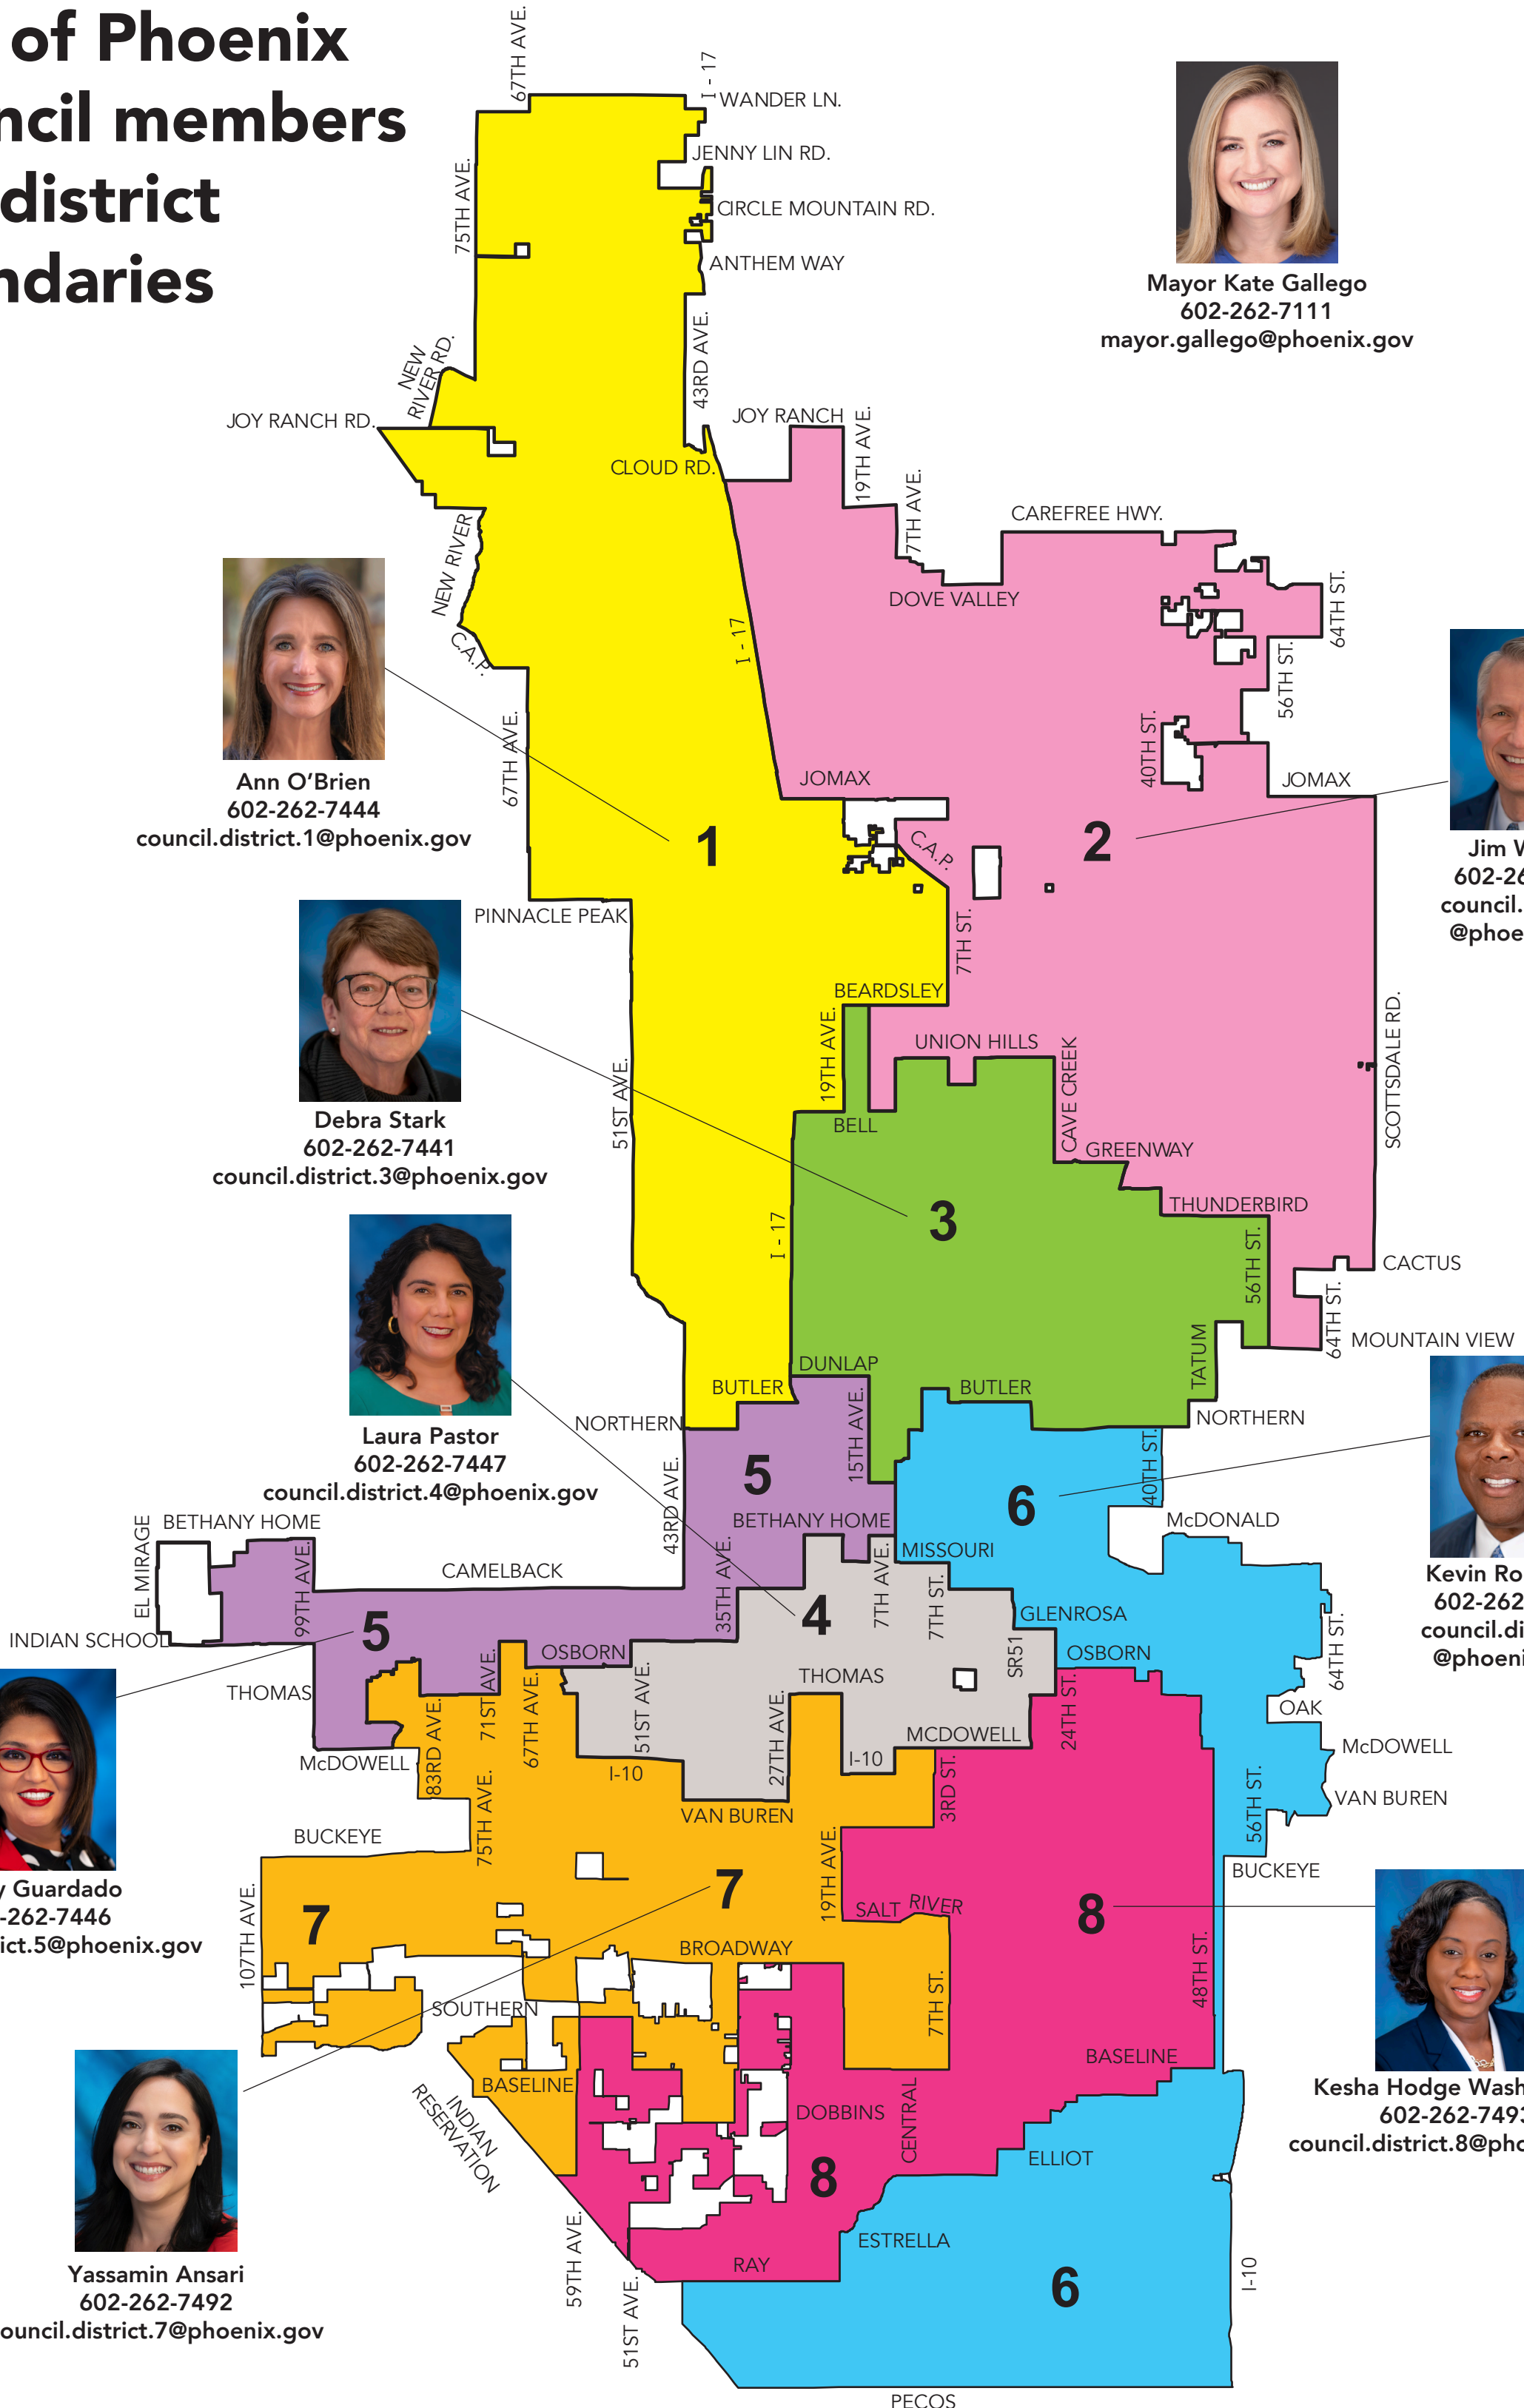 of Phoenix
members
district
67TH AVE.
I - 17
WANDER LN.
JENNY LIN RD.
75TH AVE.
CIRCLE MOUNTAIN RD.
ANTHEM WAY
Mayor Kate Gallego
602-262-7111
mayor.gallego@phoenix.gov
NEW
RIVER RD.
43RD AVE.
JOY RANCH RD.
JOY RANCH
19TH AVE.
CLOUD RD.
7TH AVE.
CAREFREE HWY.
NEW RIVER
DOVE VALLEY
64TH ST.
I - 17
C.A.P.
56TH ST.
67TH AVE.
40TH ST.
JOMAX
JOMAX
Ann O’Brien
602-262-7444
council.district.1@phoenix.gov
1
2
C.A.P.
Jim
602-26
council.
@phoe
PINNACLE PEAK
7TH ST.
BEARDSLEY
SCOTTSDALE RD.
19TH AVE.
UNION HILLS
CAVE CREEK
51ST AVE.
BELL
GREENWAY
Debra Stark
602-262-7441
council.district.3@phoenix.gov
THUNDERBIRD
3
I - 17
56TH ST.
CACTUS
64TH ST.
MOUNTAIN VIEW
TATUM
DUNLAP
BUTLER
BUTLER
NORTHERN
NORTHERN
15TH AVE.
Laura Pastor
602-262-7447
council.district.4@phoenix.gov
5
6
40TH ST.
43RD AVE.
BETHANY HOME
BETHANY HOME
McDONALD
EL MIRAGE
MISSOURI
CAMELBACK
99TH AVE.
35TH AVE.
7TH AVE.
7TH ST.
Kevin
602-262
council.di
@phoeni
5
4
GLENROSA
INDIAN SCHOOL
OSBORN
SR51
OSBORN
64TH ST.
THOMAS
THOMAS
71ST AVE.
67TH AVE.
51ST AVE.
24TH ST.
OAK
83RD AVE.
27TH AVE.
MCDOWELL
McDOWELL
McDOWELL
I-10
I-10
75TH AVE.
3RD ST.
VAN BUREN
VAN BUREN
56TH ST.
BUCKEYE
19TH AVE.
BUCKEYE
Guardado
-262-7446
ict.5@phoenix.gov
7
7
SALT RIVER
8
107TH AVE.
BROADWAY
48TH ST.
SOUTHERN
7TH ST.
BASELINE
BASELINE
Kesha Hodge Wash
602-262-7493
council.district.8@pho
INDIAN
RESERVATION
DOBBINS
CENTRAL
ELLIOT
8
Yassamin Ansari
602-262-7492
ouncil.district.7@phoenix.gov
59TH AVE.
ESTRELLA
RAY
6
I-10
51ST AVE.
PECOS